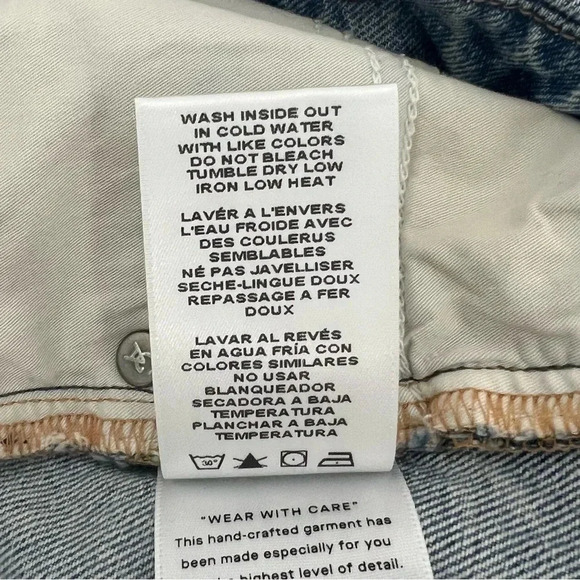 WASH INSIDE OUT
IN COLD WATER
WITH LIKE COLORS
DO NOT BLEACH
TUMBLE DRY LOW
IRON LOW HEAT
LAVÉR A L'ENVERS
L'EAU FROIDE AVEC
DES COULERUS
SEMBLABLES
NÉ PAS JAVELLISER
SECHE-LINGUE DOUX
REPASSAGE A FER
DOUX
LAVAR AL REVÉS
EN AGUA FRÍA CON
COLORES SIMILARES
NO USAR
BLANQUEADOR
SECADORA A BAJA
TEMPERATURA
PLANCHAR A BAJA
TEMPERATURA
30°
"WEAR WITH CARE"
This hand-crafted garment has
been made especially for you
highest level of detail.